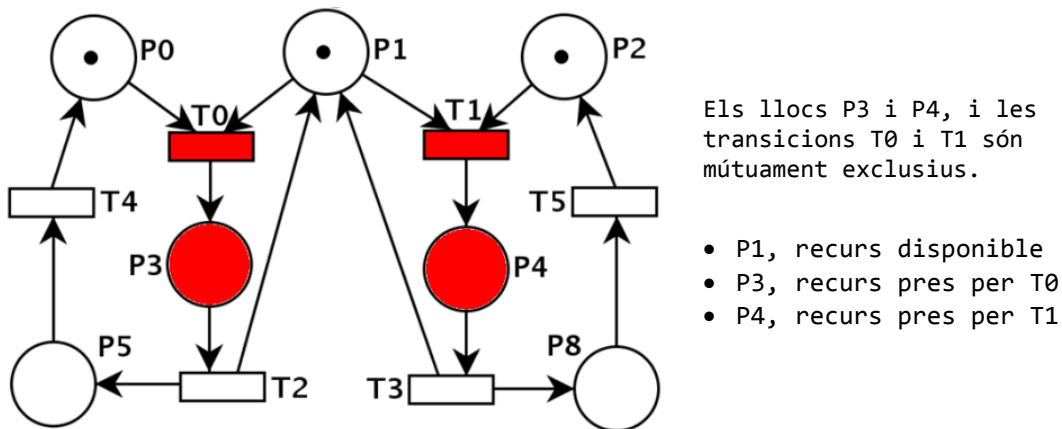 P0
P1
P2
T0
T1
T4
T5
P3
P4
P5
P8
T2
T3
Els llocs P3 i P4, i les
transicions T0 i T1 són
mútuament exclusius.
• P1, recurs disponible
• P3, recurs pres per T0
• P4, recurs pres per T1